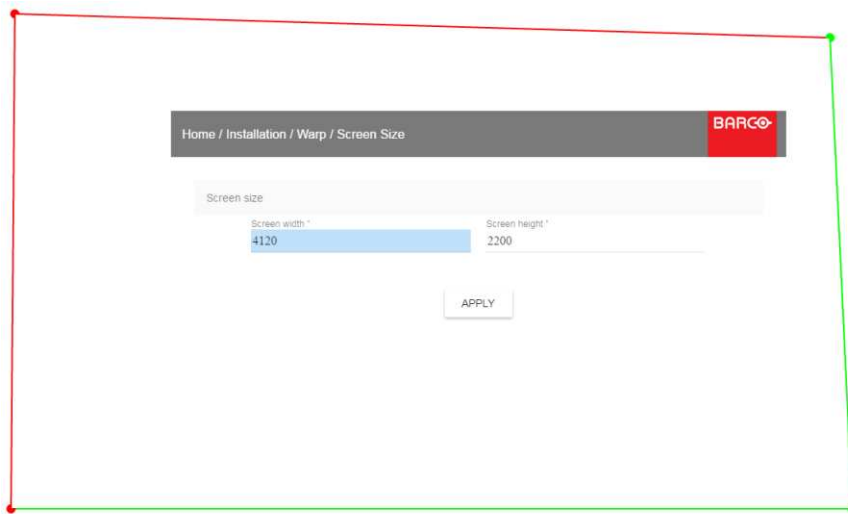 Home / Installation / Warp / Screen Size
BARCO
Screen size
Screen width *
Screen height *
4120
2200
APPLY